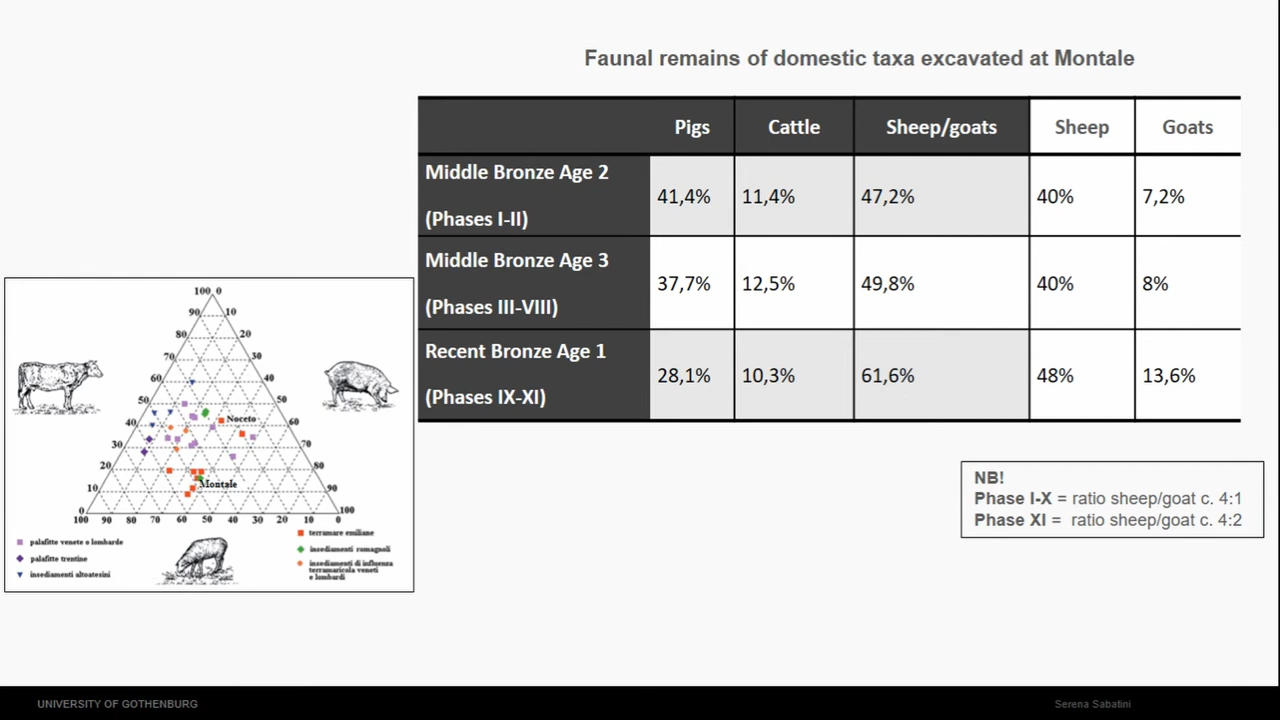 Faunal remains of domestic taxa excavated at Montale
Pigs Cattle Sheep/goats Sheep Goats
Middle Bronze Age 2
(Phases I-II)
41,4% 11,4% 47,2% 40% 7,2%
Middle Bronze Age 3
(Phases III-VIII)
37,7% 12,5% 49,8% 40% 8%
Recent Bronze Age 1
(Phases IX-XI)
28,1% 10,3% 61,6% 48% 13,6%
NB!
Phase I-X = ratio sheep/goat c. 4:1
Phase XI = ratio sheep/goat c. 4:2
100 0
90 10
80 20
70 30
60 40
50 50
40 Noceto 60
30 70
20 80
10 Montale 90
0 100
100 90 80 70 60 50 40 30 20 10 0
palafitte venete o lombarde
palafitte trentine
insediamenti altoatesini
terramare emiliane
insediamenti romagnoli
insediamenti di influenza
terramaricola veneti
e lombardi
UNIVERSITY OF GOTHENBURG
Serena Sabatini